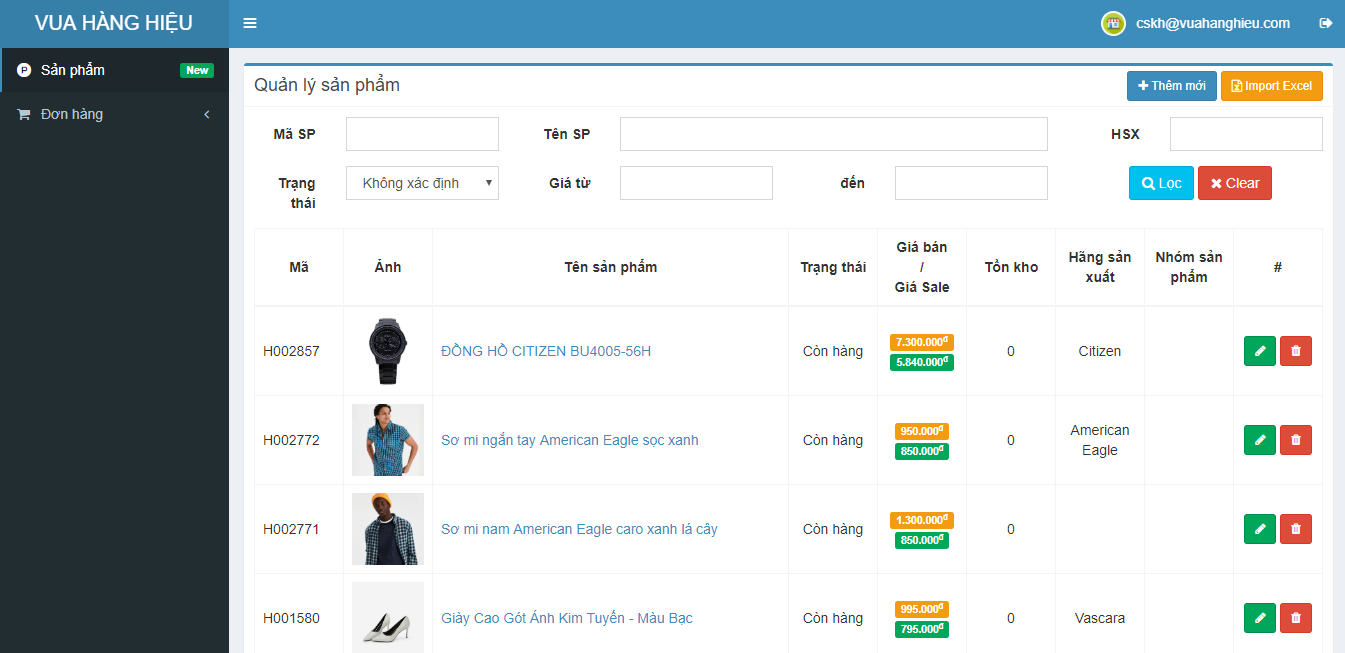 VUA HÀNG HIỆU
cskh@vuahanghieu.com
Sản phẩm New
Đơn hàng
Quản lý sản phẩm
Thêm mới
Import Excel
Mã SP
Tên SP
HSX
Trạng
thái
Không xác định
Giá từ
đến
Lọc
Clear
Mã
Ảnh
Tên sản phẩm
Trạng thái
Giá bán
/
Giá Sale
Tồn kho
Hãng sản
xuất
Nhóm sản
phẩm
#
H002857
ĐỒNG HỒ CITIZEN BU4005-56H
Còn hàng
7.300.000đ
5.840.000đ
0
Citizen
H002772
Sơ mi ngắn tay American Eagle sọc xanh
Còn hàng
950.000đ
850.000đ
0
American
Eagle
H002771
Sơ mi nam American Eagle caro xanh lá cây
Còn hàng
1.300.000đ
850.000đ
0
H001580
Giày Cao Gót Ánh Kim Tuyến - Màu Bạc
Còn hàng
995.000đ
795.000đ
0
Vascara